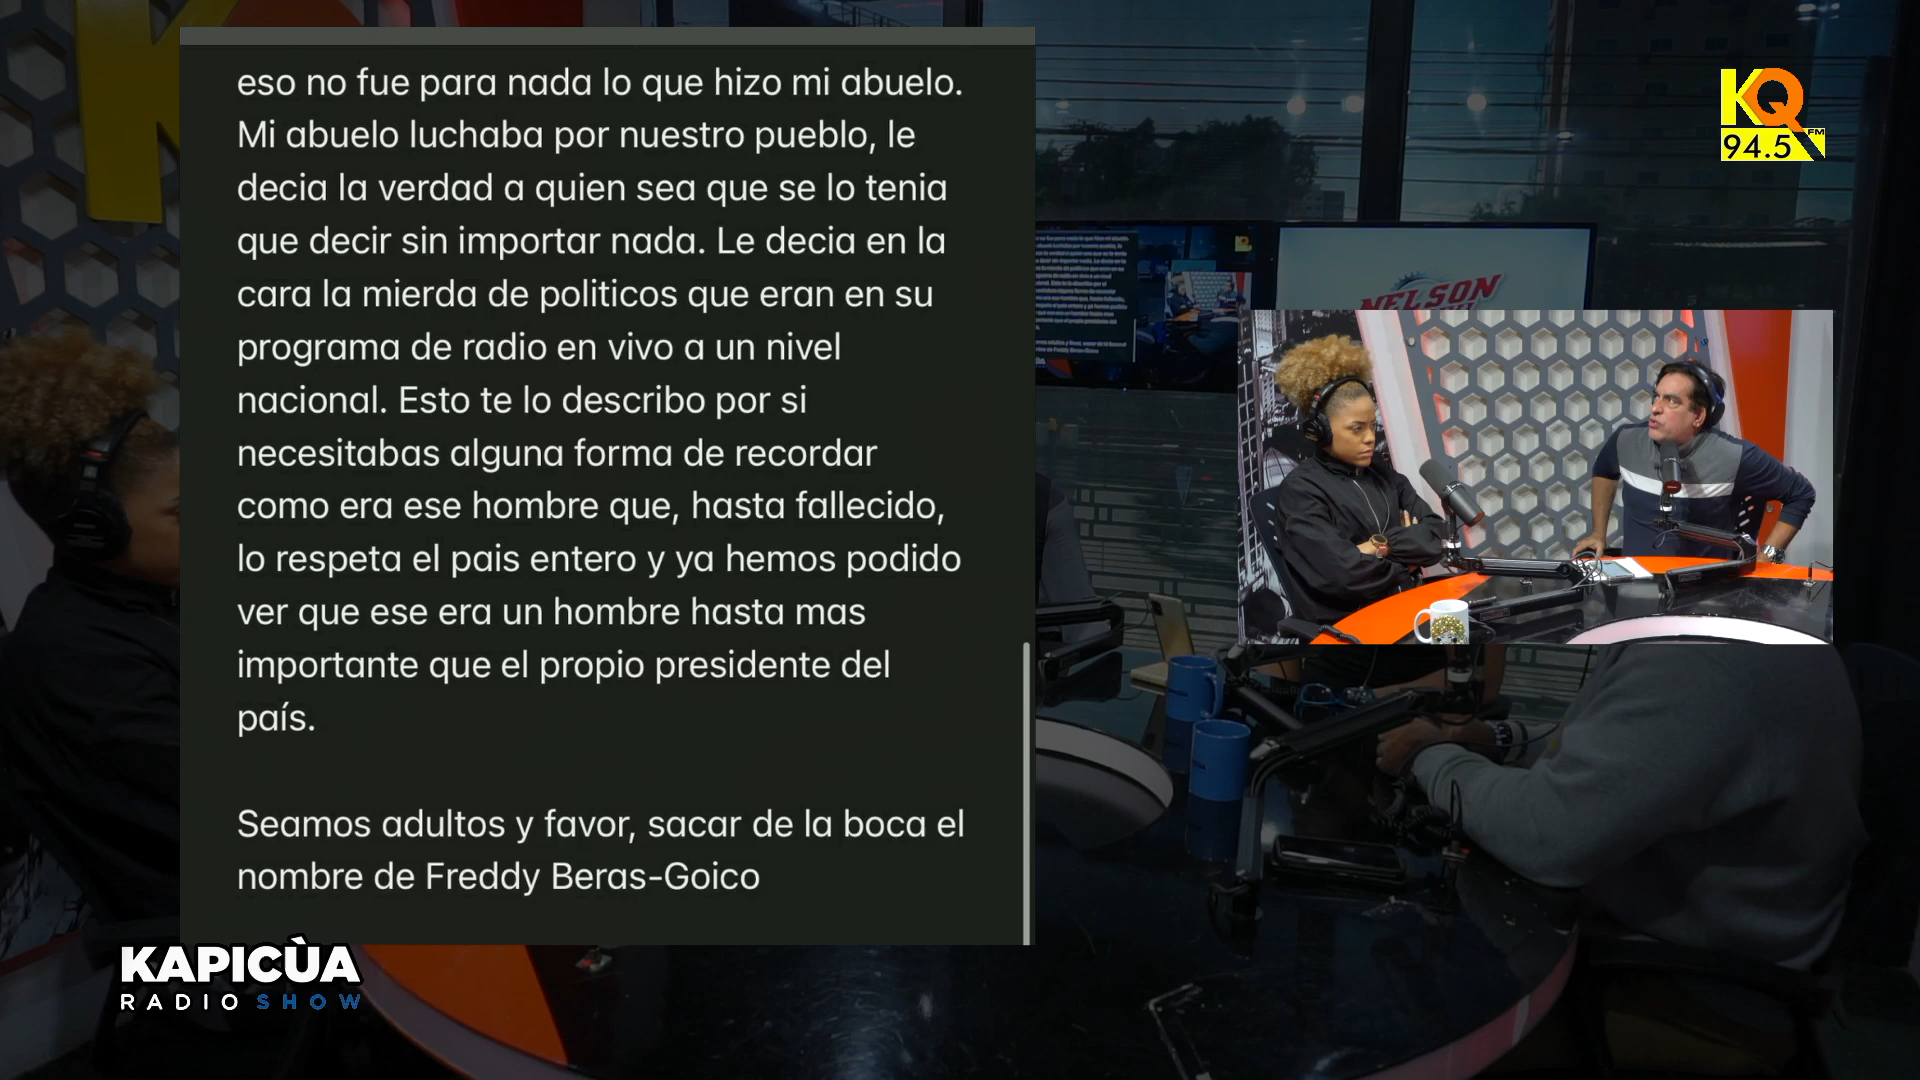 eso no fue para nada lo que hizo mi abuelo.
Mi abuelo luchaba por nuestro pueblo, le
decia la verdad a quien sea que se lo tenia
que decir sin importar nada. Le decia en la
cara la mierda de politicos que eran en su
programa de radio en vivo a un nivel
nacional. Esto te lo describo por si
necesitabas alguna forma de recordar
como era ese hombre que, hasta fallecido,
lo respeta el pais entero y ya hemos podido
ver que ese era un hombre hasta mas
importante que el propio presidente del
país.
Seamos adultos y favor, sacar de la boca el
nombre de Freddy Beras-Goico
KQ
FM
94.5
NELSON
KAPICÙA
RADIO SHOW